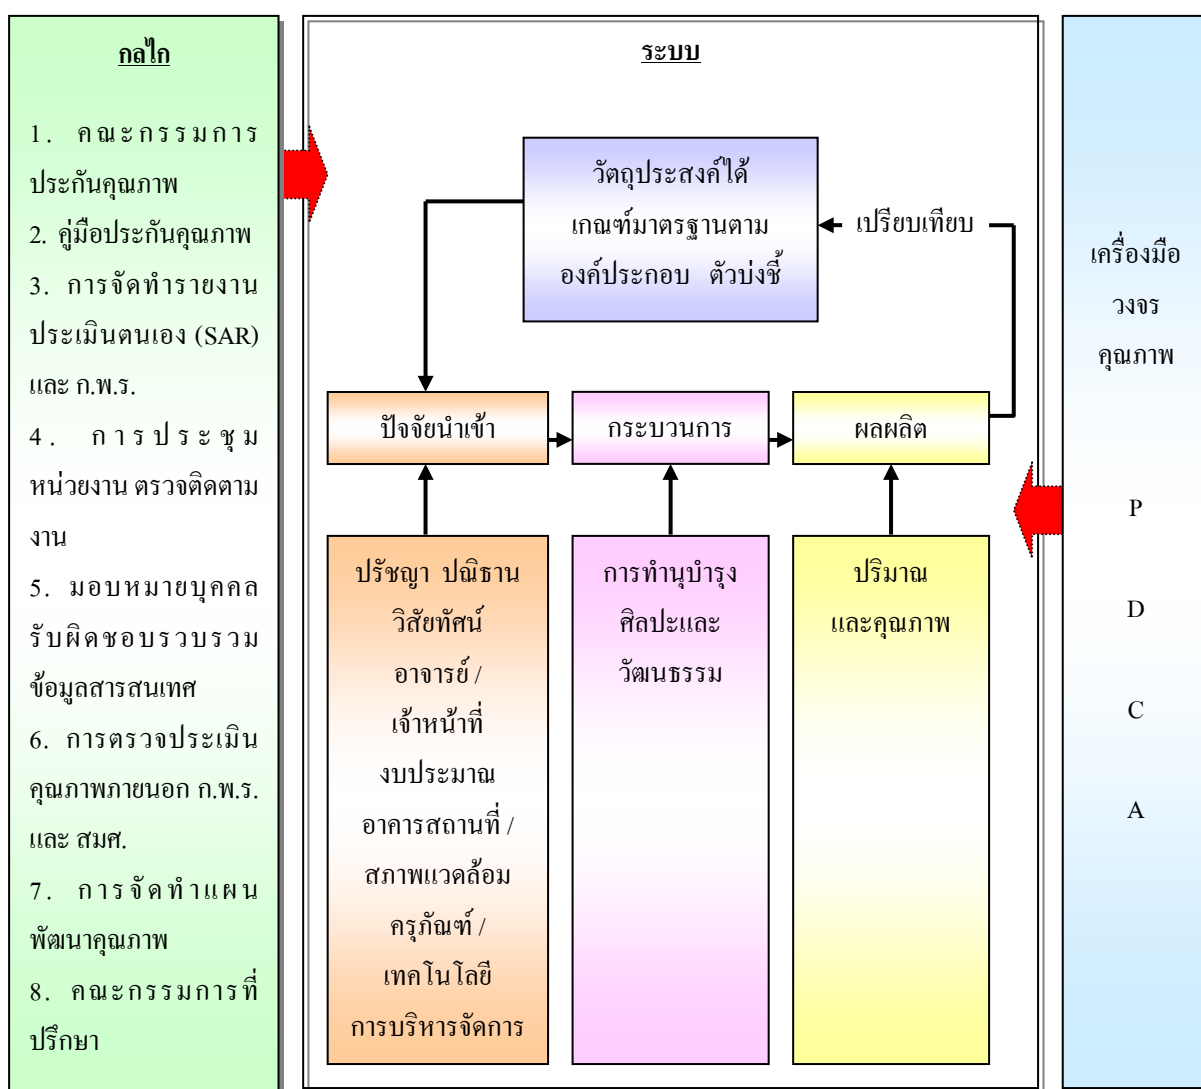 กลไก
1. คณะกรรมการ
ประกันคุณภาพ
2. คู่มือประกันคุณภาพ
3. การจัดทำรายงาน
ประเมินตนเอง (SAR)
และ ก.พ.ร.
4. การประชุม
หน่วยงาน ตรวจติดตาม
งาน
5. มอบหมายบุคคล
รับผิดชอบรวบรวม
ข้อมูลสารสนเทศ
6. การตรวจประเมิน
คุณภาพภายนอก ก.พ.ร.
และ สมศ.
7. การจัดทำแผน
พัฒนาคุณภาพ
8. คณะกรรมการที่
ปรึกษา
ระบบ
วัตถุประสงค์ได้
เกณฑ์มาตรฐานตาม
องค์ประกอบ ตัวบ่งชี้
เปรียบเทียบ
ปัจจัยนำเข้า
กระบวนการ
ผลผลิต
ปรัชญา ปณิธาน
วิสัยทัศน์
อาจารย์ /
เจ้าหน้าที่
งบประมาณ
อาคารสถานที่ /
สภาพแวดล้อม
ครุภัณฑ์ /
เทคโนโลยี
การบริหารจัดการ
การทำนุบำรุง
ศิลปะและ
วัฒนธรรม
ปริมาณ
และคุณภาพ
เครื่องมือ
วงจร
คุณภาพ
P
D
C
A